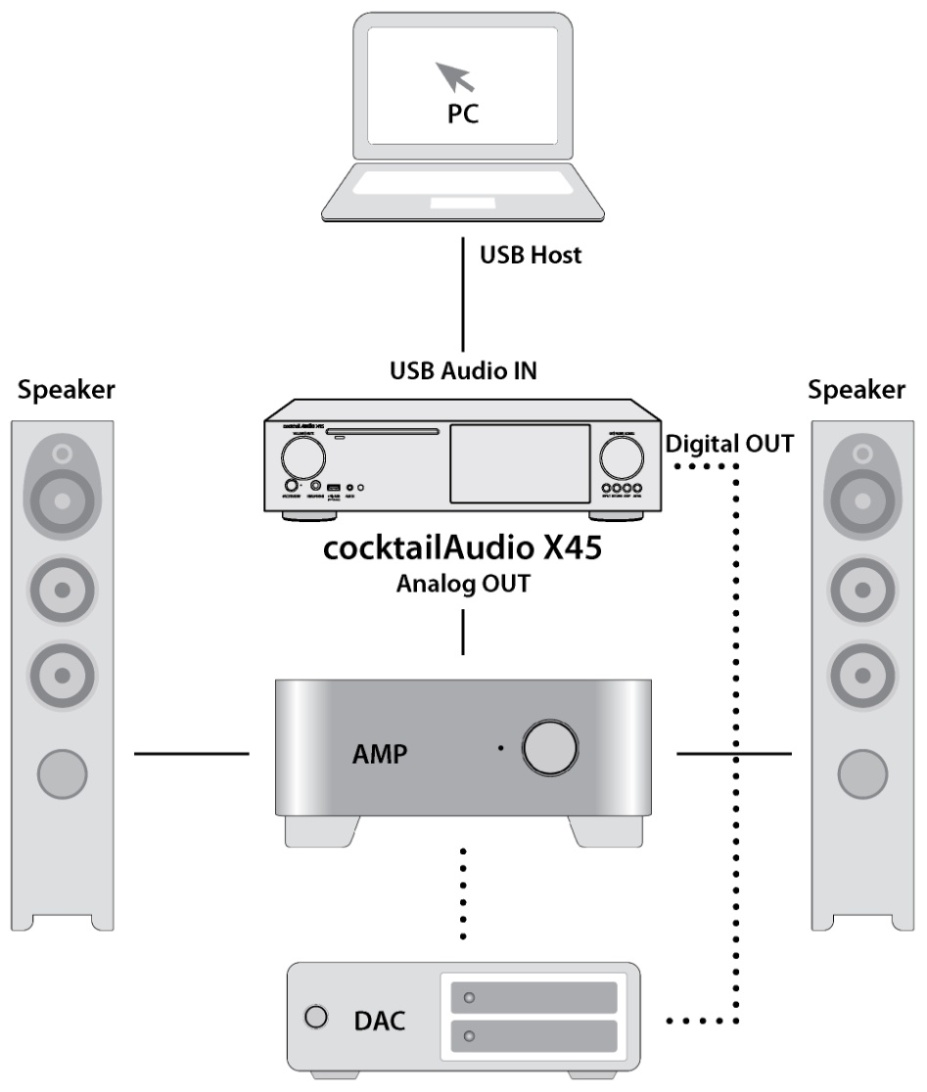 PC
USB Host
USB Audio IN
Speaker
Speaker
Digital OUT
cocktailAudio X45
Analog OUT
AMP
DAC